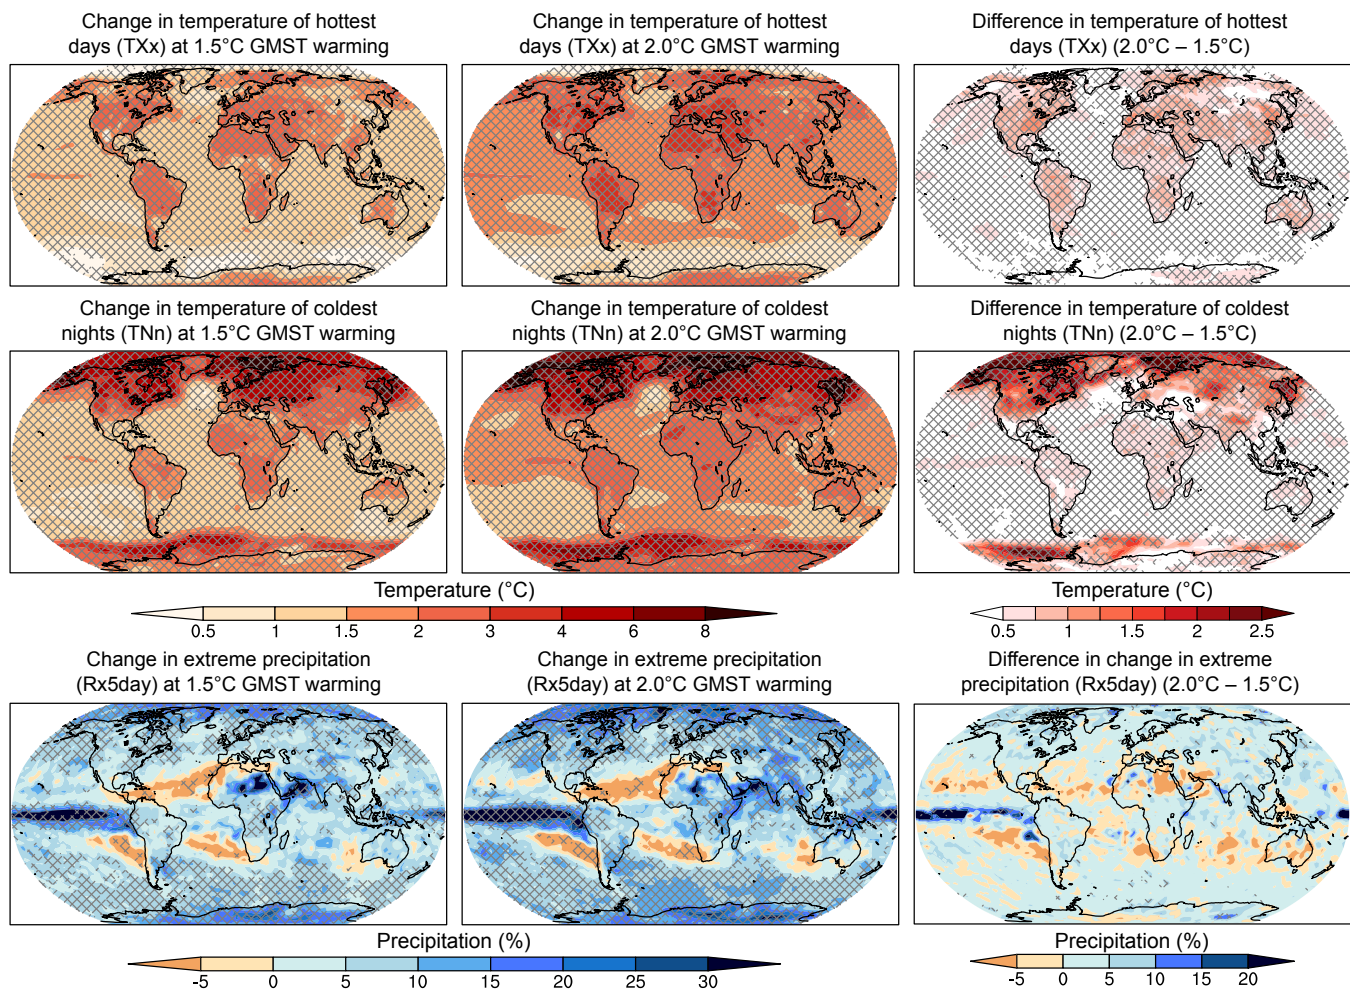 Change in temperature of hottest
days (TXx) at 1.5°C GMST warming
Change in temperature of hottest
days (TXx) at 2.0°C GMST warming
Difference in temperature of hottest
days (TXx) (2.0°C – 1.5°C)
Change in temperature of coldest
nights (TNn) at 1.5°C GMST warming
Change in temperature of coldest
nights (TNn) at 2.0°C GMST warming
Difference in temperature of coldest
nights (TNn) (2.0°C – 1.5°C)
Temperature (°C)
0.5 1 1.5 2 3 4 6 8
Temperature (°C)
0.5 1 1.5 2 2.5
Change in extreme precipitation
(Rx5day) at 1.5°C GMST warming
Change in extreme precipitation
(Rx5day) at 2.0°C GMST warming
Difference in change in extreme
precipitation (Rx5day) (2.0°C – 1.5°C)
Precipitation (%)
-5 0 5 10 15 20 25 30
Precipitation (%)
-5 0 5 10 15 20